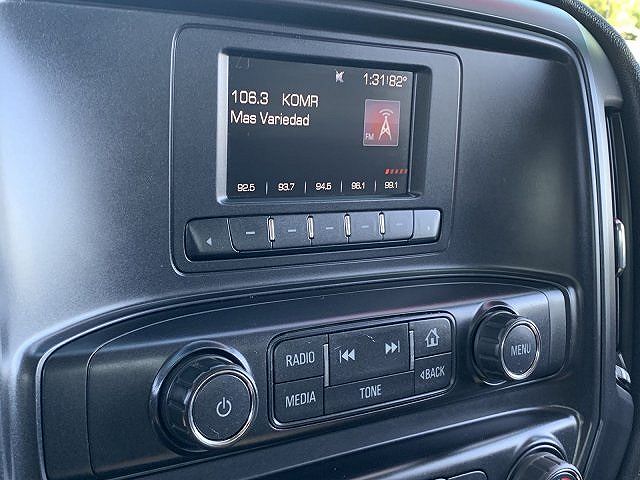 1:31 82°
106.3 KOMR
Mas Variedad
FM
92.5 93.7 94.5 96.1 99.1
RADIO
MEDIA TONE BACK
MENU